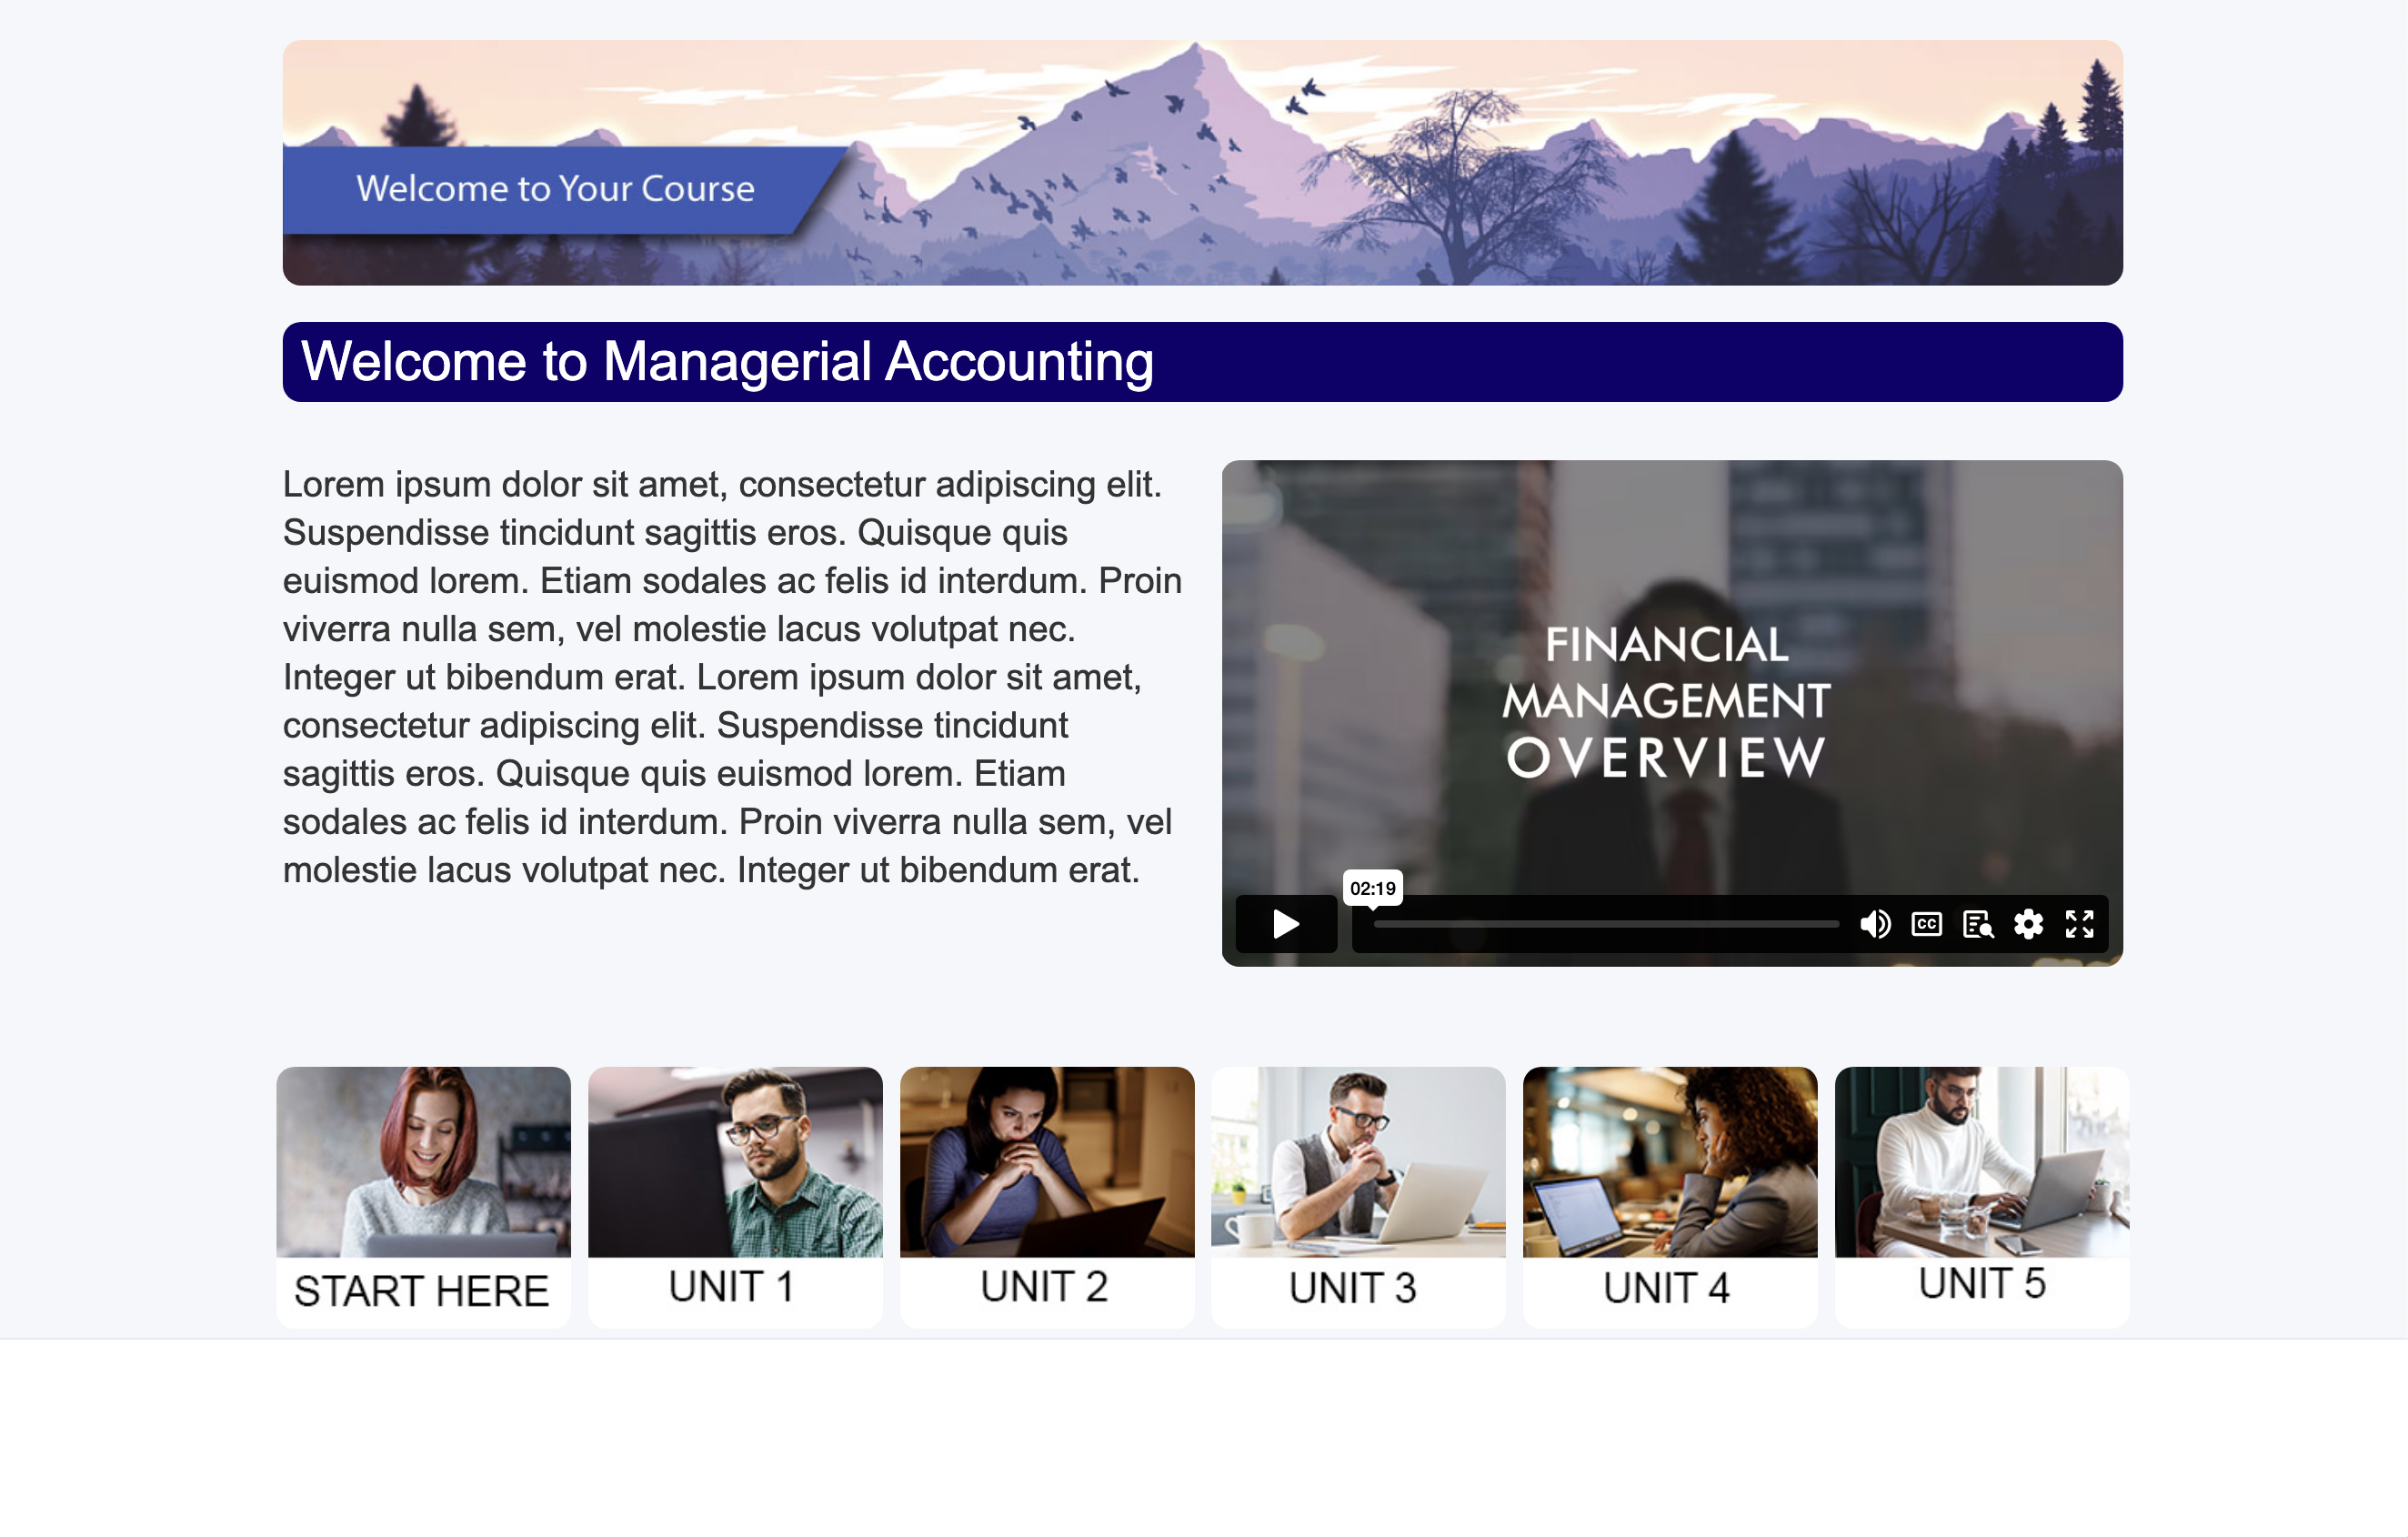 Welcome to Your Course
Welcome to Managerial Accounting
Lorem ipsum dolor sit amet, consectetur adipiscing elit.
Suspendisse tincidunt sagittis eros. Quisque quis
euismod lorem. Etiam sodales ac felis id interdum. Proin
viverra nulla sem, vel molestie lacus volutpat nec.
Integer ut bibendum erat. Lorem ipsum dolor sit amet,
consectetur adipiscing elit. Suspendisse tincidunt
sagittis eros. Quisque quis euismod lorem. Etiam
sodales ac felis id interdum. Proin viverra nulla sem, vel
molestie lacus volutpat nec. Integer ut bibendum erat.
FINANCIAL
MANAGEMENT
OVERVIEW
02:19
CC
START HERE
UNIT 1
UNIT 2
UNIT 3
UNIT 4
UNIT 5